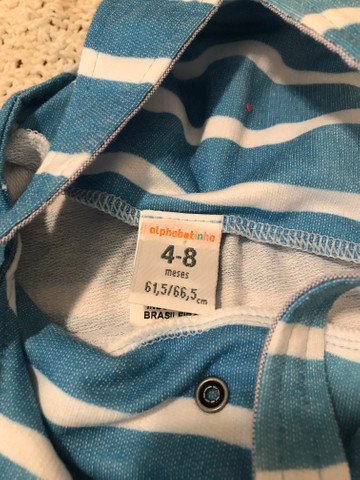 alphabetinho
4-8
meses
61,5/66,5cm